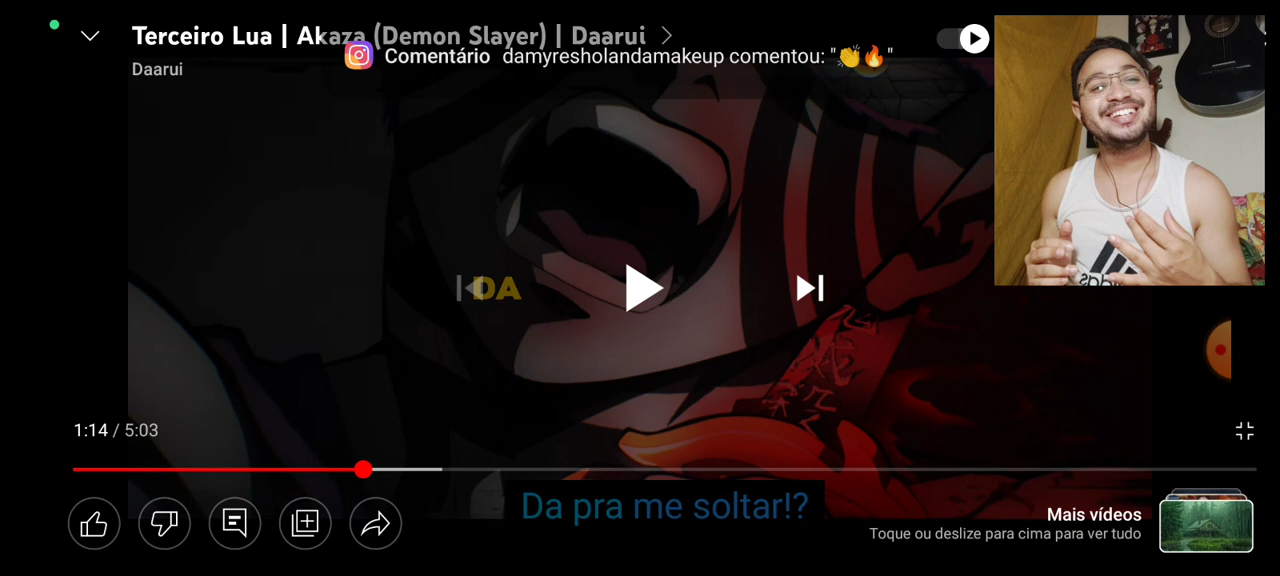 Terceiro Lua | Akaza (Demon Slayer) | Daarui
Comentário damyresholandamakeup comentou: "👏🔥"
Daarui
DA
1:14 / 5:03
Da pra me soltar!?
Mais vídeos
Toque ou deslize para cima para ver tudo